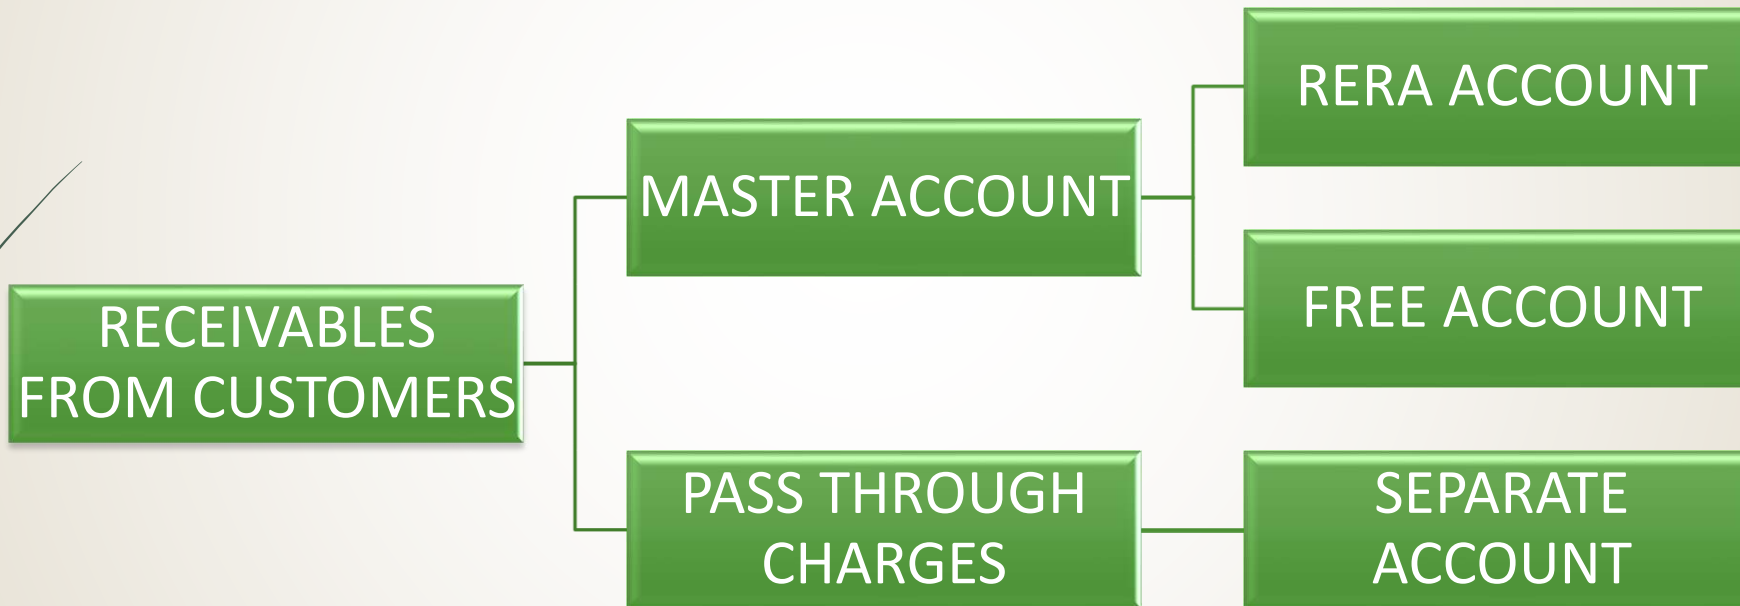 RERA ACCOUNT
MASTER ACCOUNT
FREE ACCOUNT
RECEIVABLES
FROM CUSTOMERS
PASS THROUGH
CHARGES
SEPARATE
ACCOUNT